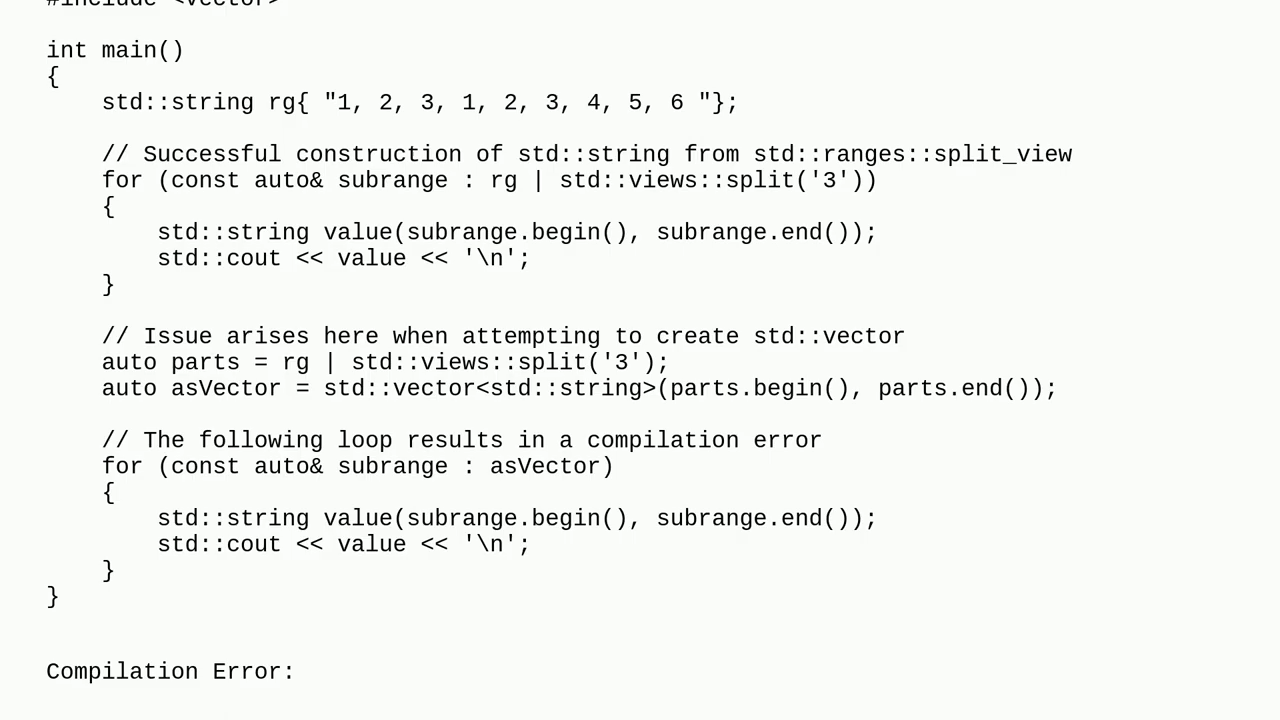 #include <vector>
int main()
{
    std::string rg{ "1, 2, 3, 1, 2, 3, 4, 5, 6 "};
    // Successful construction of std::string from std::ranges::split_view
    for (const auto& subrange : rg | std::views::split('3'))
    {
        std::string value(subrange.begin(), subrange.end());
        std::cout << value << '\n';
    }
    // Issue arises here when attempting to create std::vector
    auto parts = rg | std::views::split('3');
    auto asVector = std::vector<std::string>(parts.begin(), parts.end());
    // The following loop results in a compilation error
    for (const auto& subrange : asVector)
    {
        std::string value(subrange.begin(), subrange.end());
        std::cout << value << '\n';
    }
}
Compilation Error: